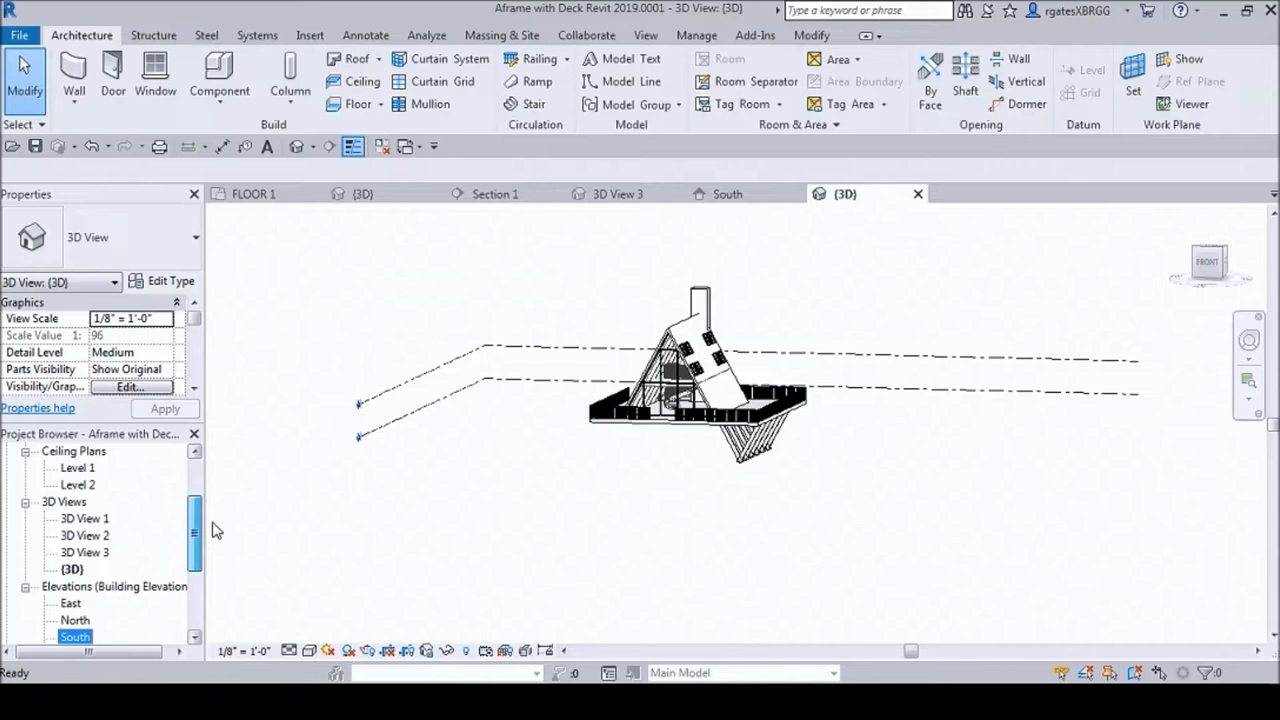 Aframe with Deck Revit 2019.0001 - 3D View: {3D}
Type a keyword or phrase
rgatesXBRGG
File Architecture Structure Steel Systems Insert Annotate Analyze Massing & Site Collaborate View Manage Add-Ins Modify
Roof Curtain System Railing Model Text Room Area Wall Level Show
Ceiling Curtain Grid Ramp Model Line Room Separator Area Boundary Vertical Grid Ref Plane
Modify Wall Door Window Component Column By Shaft Set
Floor Mullion Stair Model Group Tag Room Tag Area Face Dormer Viewer
Select Build Circulation Model Room & Area Opening Datum Work Plane
Properties
FLOOR 1 {3D} Section 1 3D View 3 South {3D}
3D View
3D View: {3D} Edit Type
Graphics
View Scale 1/8" = 1'-0"
Scale Value 1: 96
Detail Level Medium
Parts Visibility Show Original
Visibility/Grap... Edit...
Properties help Apply
FRONT
Project Browser - Aframe with Dec...
Ceiling Plans
Level 1
Level 2
3D Views
3D View 1
3D View 2
3D View 3
{3D}
Elevations (Building Elevation
East
North
South
1/8" = 1'-0"
Ready
:0
Main Model
:0